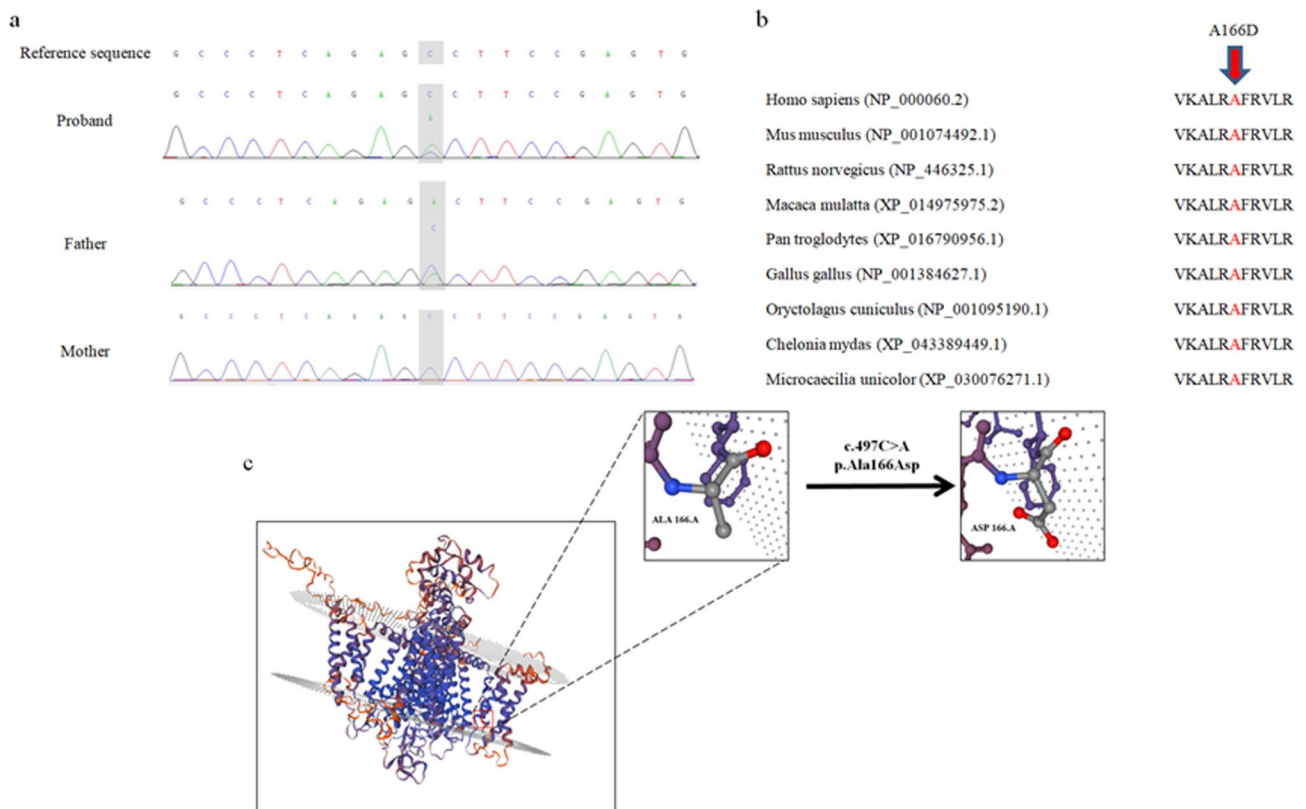 a
Reference sequence
G C C C T C A G A G C C T T C C G A G T G
Proband
G C C C T C A G A G C C T T C C G A G T G
A
Father
G C C C T C A G A G A C T T C C G A G T G
C
Mother
G C C C T C A G A G C C T T C C G A G T G
b
A166D
Homo sapiens (NP_000060.2) VKALRAFRVLR
Mus musculus (NP_001074492.1) VKALRAFRVLR
Rattus norvegicus (NP_446325.1) VKALRAFRVLR
Macaca mulatta (XP_014975975.2) VKALRAFRVLR
Pan troglodytes (XP_016790956.1) VKALRAFRVLR
Gallus gallus (NP_001384627.1) VKALRAFRVLR
Oryctolagus cuniculus (NP_001095190.1) VKALRAFRVLR
Chelonia mydas (XP_043389449.1) VKALRAFRVLR
Microcaecilia unicolor (XP_030076271.1) VKALRAFRVLR
c
ALA 166.A
c.497C>A
p.Ala166Asp
ASP 166.A